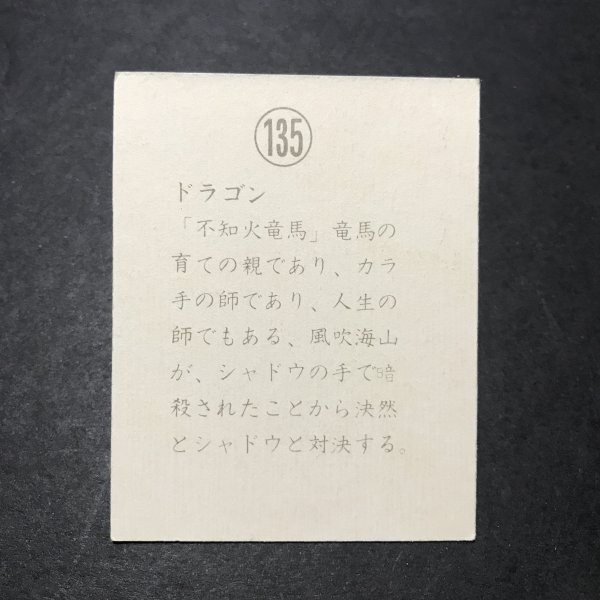 135
ドラゴン
「不知火竜馬」竜馬の
育ての親であり、カラ
手の師であり、人生の
師でもある、風吹海山
が、シャドウの手で暗
殺されたことから決然
とシャドウと対決する。